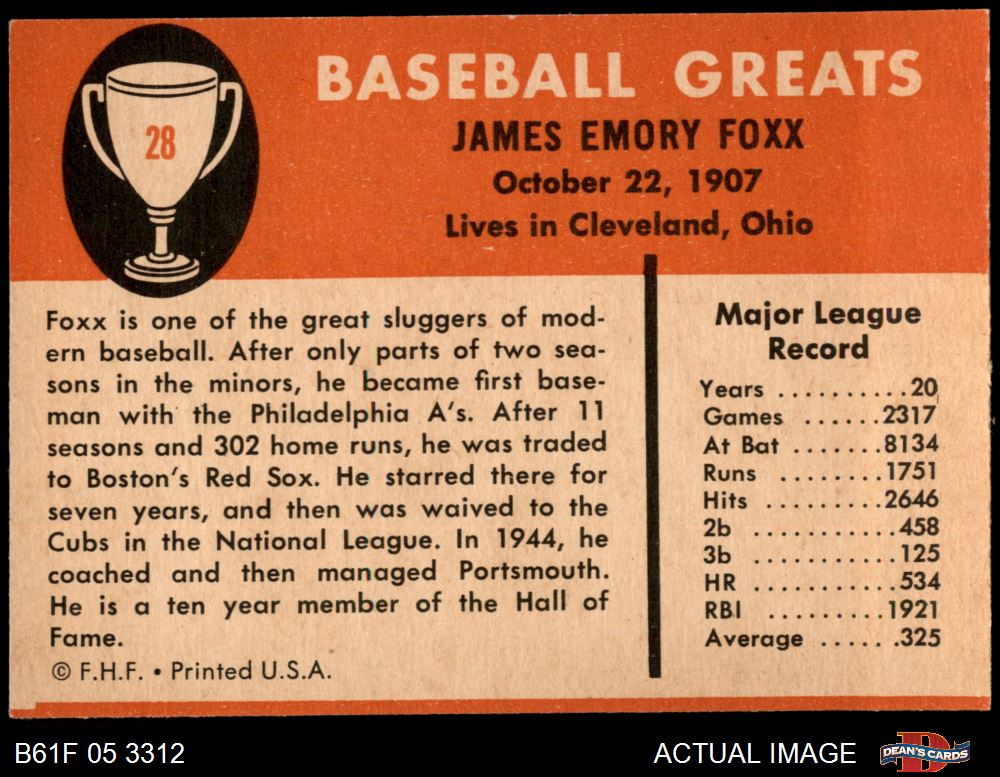 28
BASEBALL GREATS
JAMES EMORY FOXX
October 22, 1907
Lives in Cleveland, Ohio
Foxx is one of the great sluggers of mod-
ern baseball. After only parts of two sea-
sons in the minors, he became first base-
man with the Philadelphia A's. After 11
seasons and 302 home runs, he was traded
to Boston's Red Sox. He starred there for
seven years, and then was waived to the
Cubs in the National League. In 1944, he
coached and then managed Portsmouth.
He is a ten year member of the Hall of
Fame.
© F.H.F. • Printed U.S.A.
Major League
Record
Years ...........20
Games ......2317
At Bat .......8134
Runs ........1751
Hits .........2646
2b ..........458
3b ..........125
HR ..........534
RBI .........1921
Average ......325
B61F 05 3312
ACTUAL IMAGE
D
DEAN'S CARDS